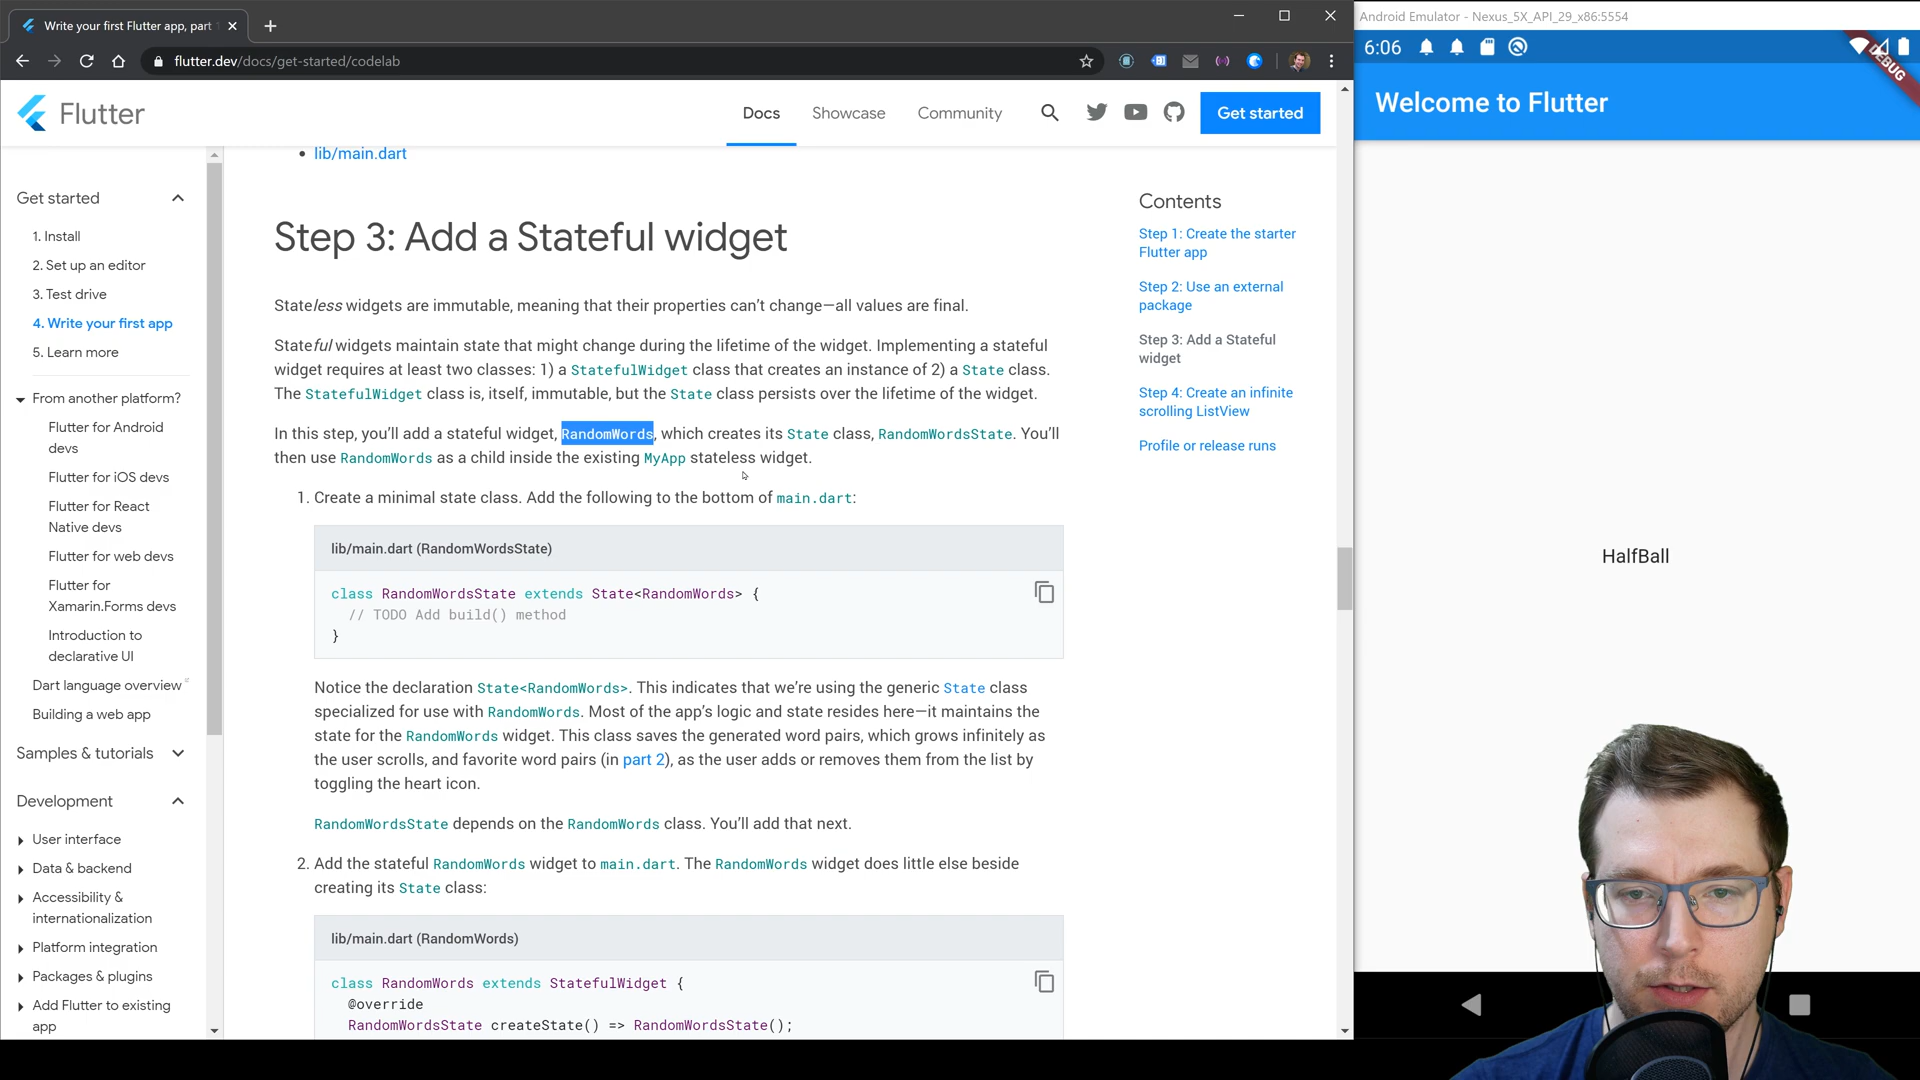 Write your first Flutter app, part
flutter.dev/docs/get-started/codelab
Flutter
Docs
Showcase
Community
Get started
Get started
1. Install
2. Set up an editor
3. Test drive
4. Write your first app
5. Learn more
From another platform?
Flutter for Android
devs
Flutter for iOS devs
Flutter for React
Native devs
Flutter for web devs
Flutter for
Xamarin.Forms devs
Introduction to
declarative UI
Dart language overview
Building a web app
Samples & tutorials
Development
User interface
Data & backend
Accessibility &
internationalization
Platform integration
Packages & plugins
Add Flutter to existing
app
• lib/main.dart
Step 3: Add a Stateful widget
Stateless widgets are immutable, meaning that their properties can’t change—all values are final.
Stateful widgets maintain state that might change during the lifetime of the widget. Implementing a stateful
widget requires at least two classes: 1) a StatefulWidget class that creates an instance of 2) a State class.
The StatefulWidget class is, itself, immutable, but the State class persists over the lifetime of the widget.
In this step, you’ll add a stateful widget, RandomWords, which creates its State class, RandomWordsState. You’ll
then use RandomWords as a child inside the existing MyApp stateless widget.
1. Create a minimal state class. Add the following to the bottom of main.dart:
lib/main.dart (RandomWordsState)
class RandomWordsState extends State<RandomWords> {
// TODO Add build() method
}
Notice the declaration State<RandomWords>. This indicates that we’re using the generic State class
specialized for use with RandomWords. Most of the app’s logic and state resides here—it maintains the
state for the RandomWords widget. This class saves the generated word pairs, which grows infinitely as
the user scrolls, and favorite word pairs (in part 2), as the user adds or removes them from the list by
toggling the heart icon.
RandomWordsState depends on the RandomWords class. You’ll add that next.
2. Add the stateful RandomWords widget to main.dart. The RandomWords widget does little else beside
creating its State class:
lib/main.dart (RandomWords)
class RandomWords extends StatefulWidget {
@override
RandomWordsState createState() => RandomWordsState();
Contents
Step 1: Create the starter
Flutter app
Step 2: Use an external
package
Step 3: Add a Stateful
widget
Step 4: Create an infinite
scrolling ListView
Profile or release runs
Android Emulator - Nexus_5X_API_29_x86:5554
6:06
DEBUG
Welcome to Flutter
HalfBall